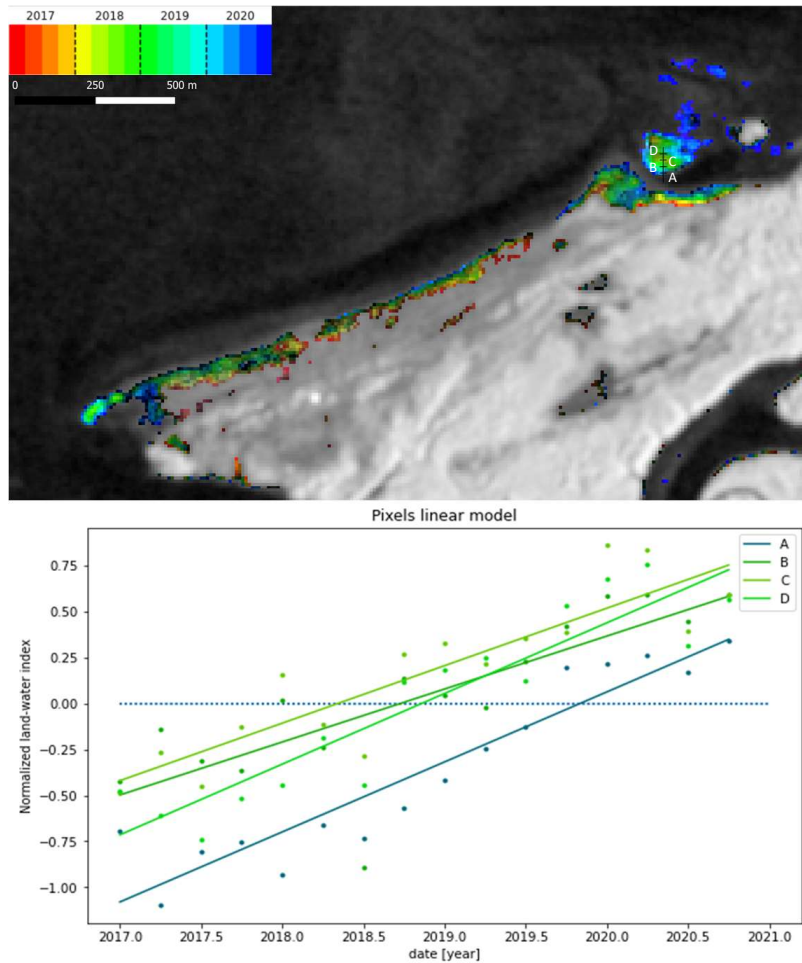 2017 2018 2019 2020
0 250 500 m
D
B C
A
Pixels linear model
Normalized land-water index
0.75
0.50
0.25
0.00
−0.25
−0.50
−0.75
−1.00
A
B
C
D
2017.0 2017.5 2018.0 2018.5 2019.0 2019.5 2020.0 2020.5 2021.0
date [year]